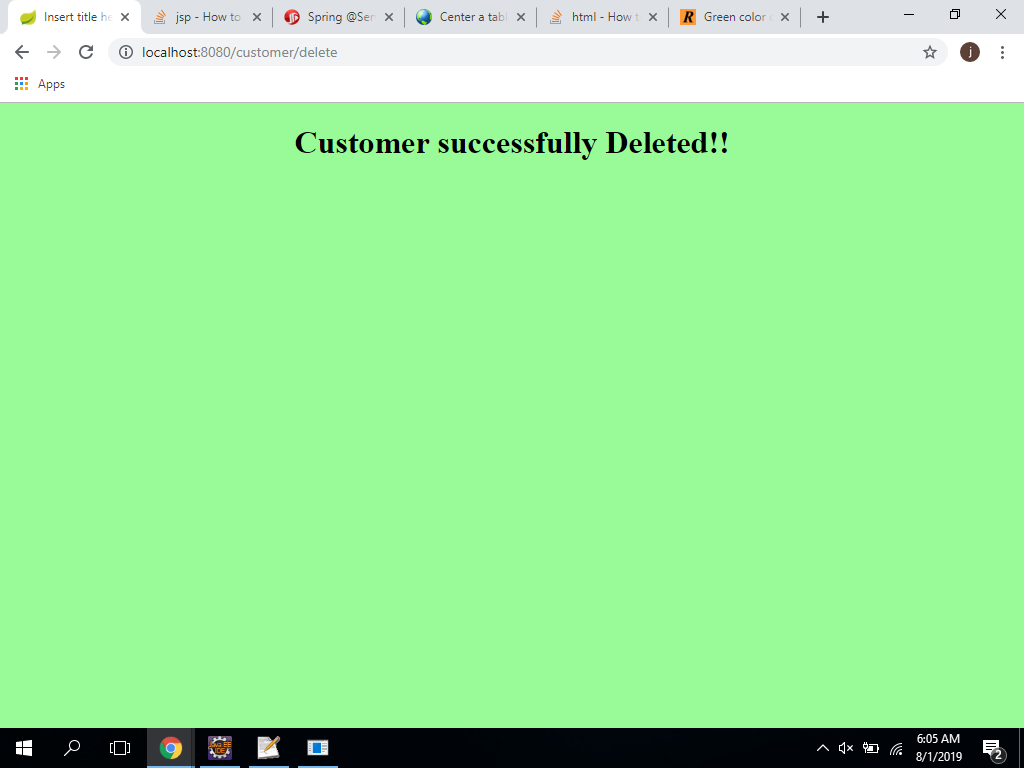 Insert title he
jsp - How to
Spring @Ser
Center a tabl
html - How t
Green color
localhost:8080/customer/delete
j
Apps
Customer successfully Deleted!!
6:05 AM
8/1/2019
2